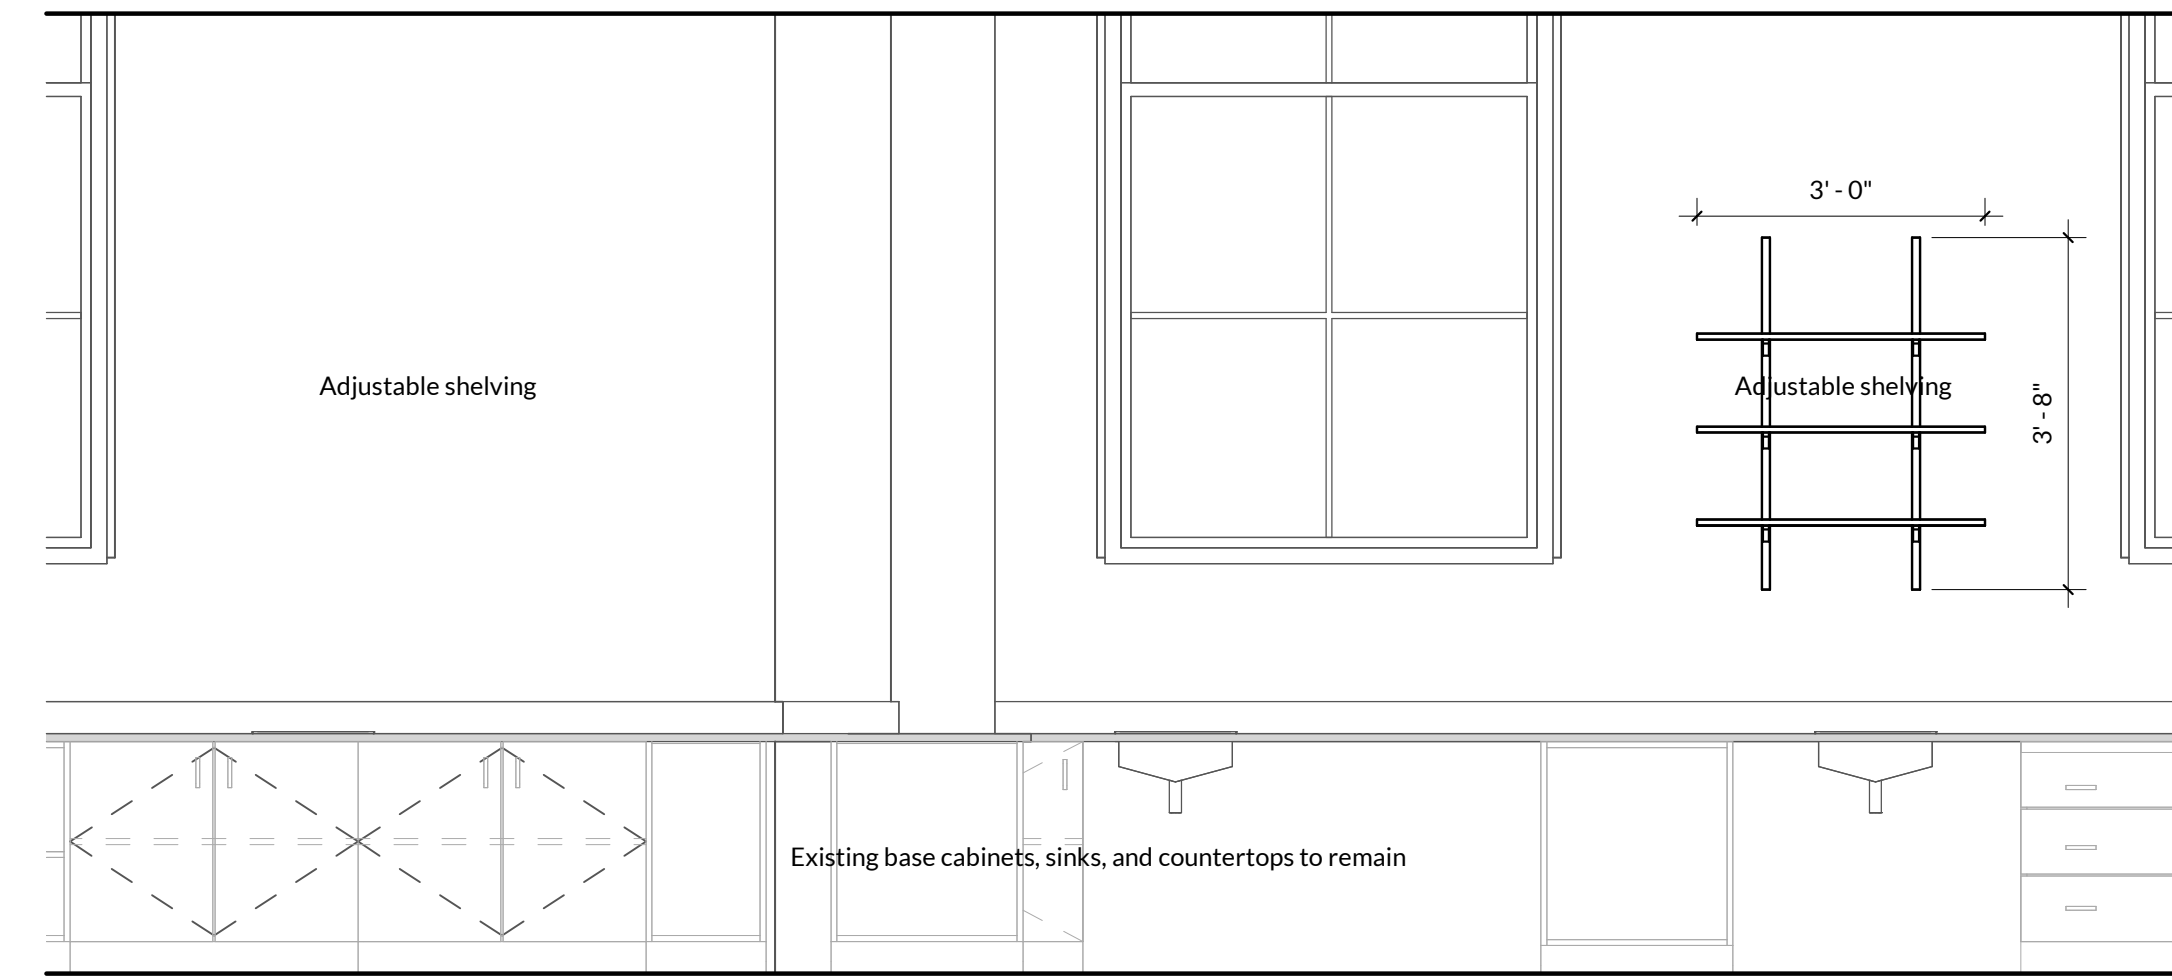 3' - 0"
Adjustable shelving
Adjustable shelving
3' - 8"
Existing base cabinets, sinks, and countertops to remain